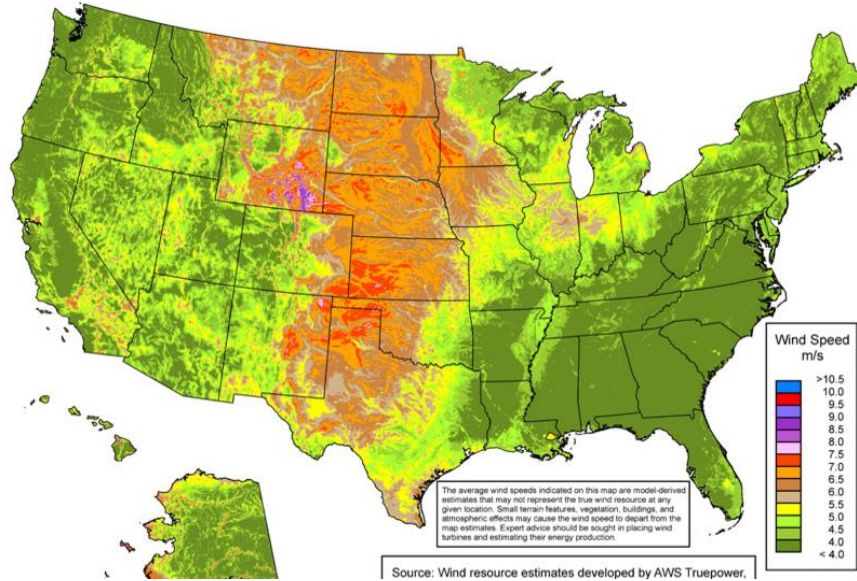 Wind Speed
m/s
>10.5
10.0
9.5
9.0
8.5
8.0
7.5
7.0
6.5
6.0
5.5
5.0
4.5
4.0
< 4.0
The average wind speeds indicated on this map are model-derived
estimates that may not represent the true wind resource at any
given location. Small terrain features, vegetation, buildings, and
atmospheric effects may cause the wind speed to depart from the
map estimates. Expert advice should be sought in placing wind
turbines and estimating their energy production.
Source: Wind resource estimates developed by AWS Truepower,